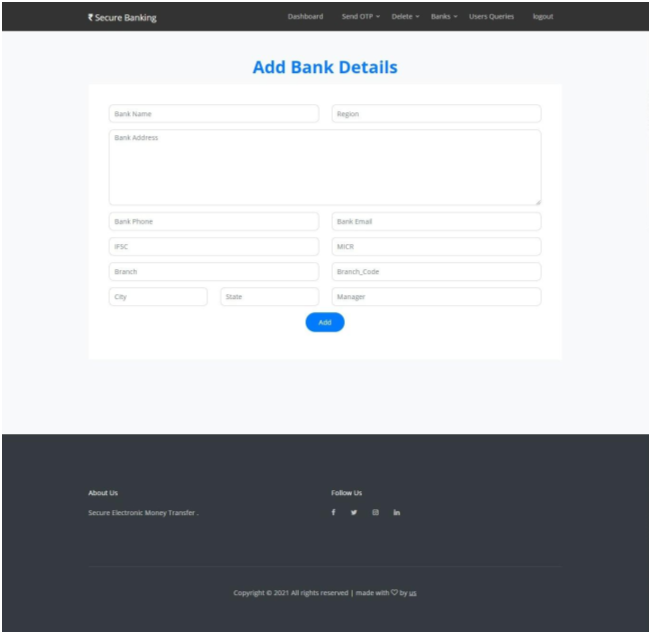 ₹ Secure Banking
Dashboard Send OTP Delete Banks Users Queries logout
Add Bank Details
Bank Name Region
Bank Address
Bank Phone Bank Email
IFSC MICR
Branch Branch_Code
City State Manager
Add
About Us Follow Us
Secure Electronic Money Transfer..
Copyright © 2021 All rights reserved | made with ♡ by us